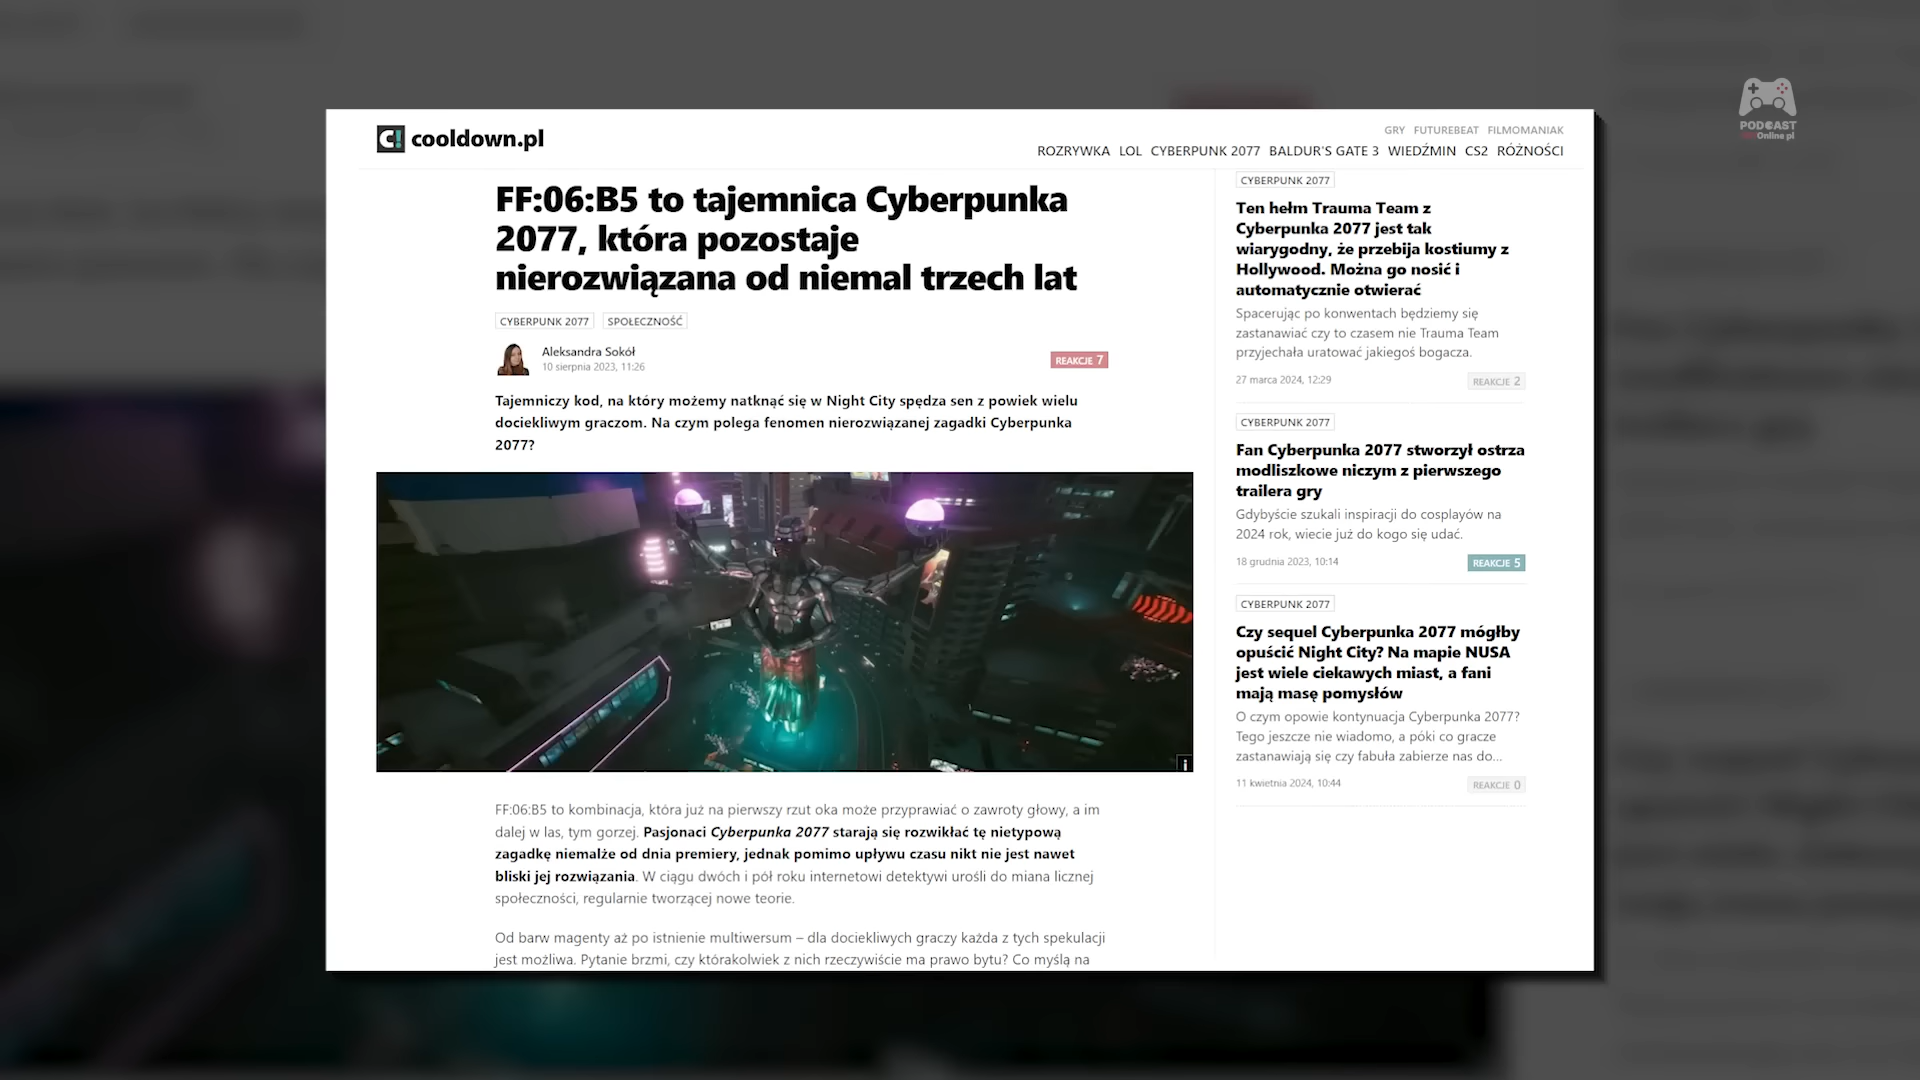 PODCAST
Online pl
C! cooldown.pl
GRY FUTUREBEAT FILMOMANIAK
ROZRYWKA LOL CYBERPUNK 2077 BALDUR'S GATE 3 WIEDŹMIN CS2 RÓŻNOŚCI
FF:06:B5 to tajemnica Cyberpunka
2077, która pozostaje
nierozwiązana od niemal trzech lat
CYBERPUNK 2077 SPOŁECZNOŚĆ
Aleksandra Sokół
10 sierpnia 2023, 11:26
REAKCJE 7
Tajemniczy kod, na który możemy natknąć się w Night City spędza sen z powiek wielu
dociekliwym graczom. Na czym polega fenomen nierozwiązanej zagadki Cyberpunka
2077?
i
FF:06:B5 to kombinacja, która już na pierwszy rzut oka może przyprawiać o zawroty głowy, a im
dalej w las, tym gorzej. Pasjonaci Cyberpunka 2077 starają się rozwikłać tę nietypową
zagadkę niemalże od dnia premiery, jednak pomimo upływu czasu nikt nie jest nawet
bliski jej rozwiązania. W ciągu dwóch i pół roku internetowi detektywi urośli do miana licznej
społeczności, regularnie tworzącej nowe teorie.
Od barw magenty aż po istnienie multiwersum – dla dociekliwych graczy każda z tych spekulacji
jest możliwa. Pytanie brzmi, czy którakolwiek z nich rzeczywiście ma prawo bytu? Co myślą na
CYBERPUNK 2077
Ten hełm Trauma Team z
Cyberpunka 2077 jest tak
wiarygodny, że przebija kostiumy z
Hollywood. Można go nosić i
automatycznie otwierać
Spacerując po konwentach będziemy się
zastanawiać czy to czasem nie Trauma Team
przyjechała uratować jakiegoś bogacza.
27 marca 2024, 12:29
REAKCJE 2
CYBERPUNK 2077
Fan Cyberpunka 2077 stworzył ostrza
modliszkowe niczym z pierwszego
trailera gry
Gdybyście szukali inspiracji do cosplayów na
2024 rok, wiecie już do kogo się udać.
18 grudnia 2023, 10:14
REAKCJE 5
CYBERPUNK 2077
Czy sequel Cyberpunka 2077 mógłby
opuścić Night City? Na mapie NUSA
jest wiele ciekawych miast, a fani
mają masę pomysłów
O czym opowie kontynuacja Cyberpunka 2077?
Tego jeszcze nie wiadomo, a póki co gracze
zastanawiają się czy fabuła zabierze nas do...
11 kwietnia 2024, 10:44
REAKCJE 0